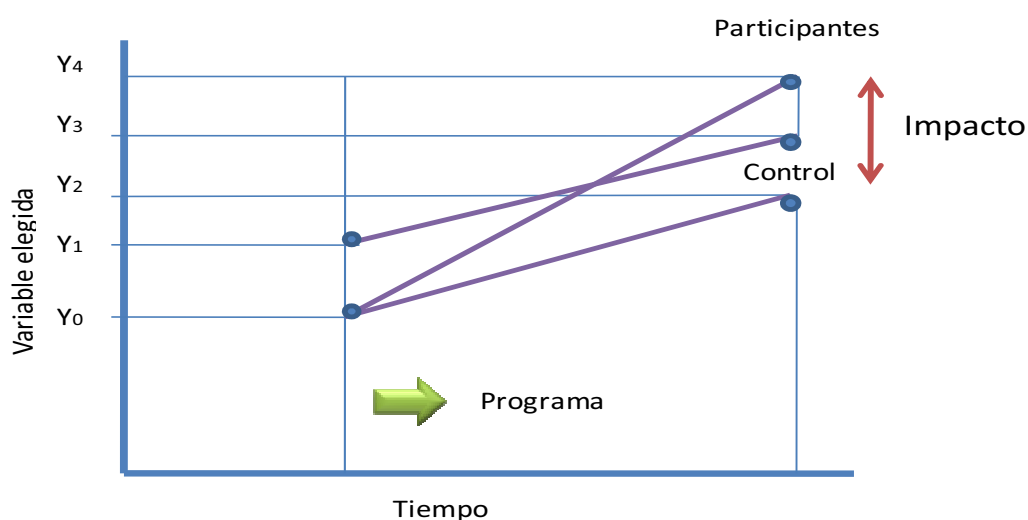 Participantes
Y4
Y3
Impacto
Control
Y2
Y1
Y0
Variable elegida
Programa
Tiempo